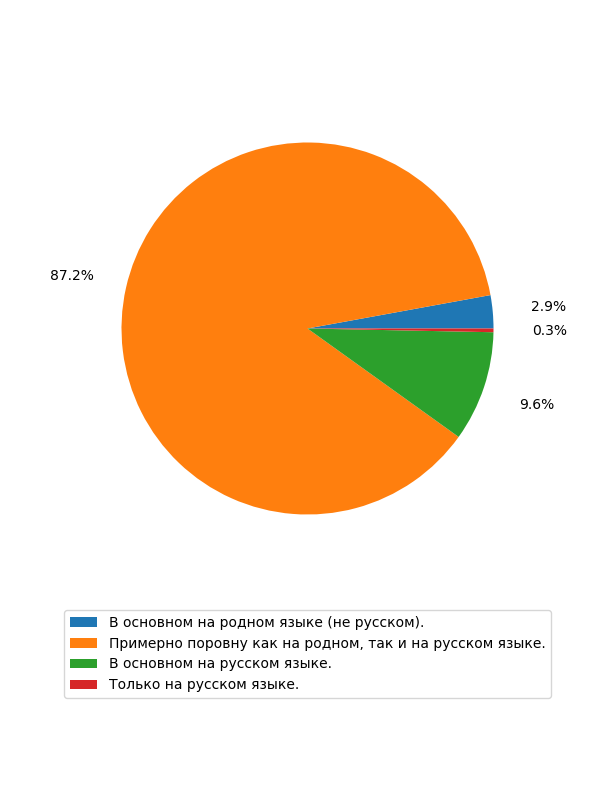 87.2%
2.9%
0.3%
9.6%
В основном на родном языке (не русском).
Примерно поровну как на родном, так и на русском языке.
В основном на русском языке.
Только на русском языке.